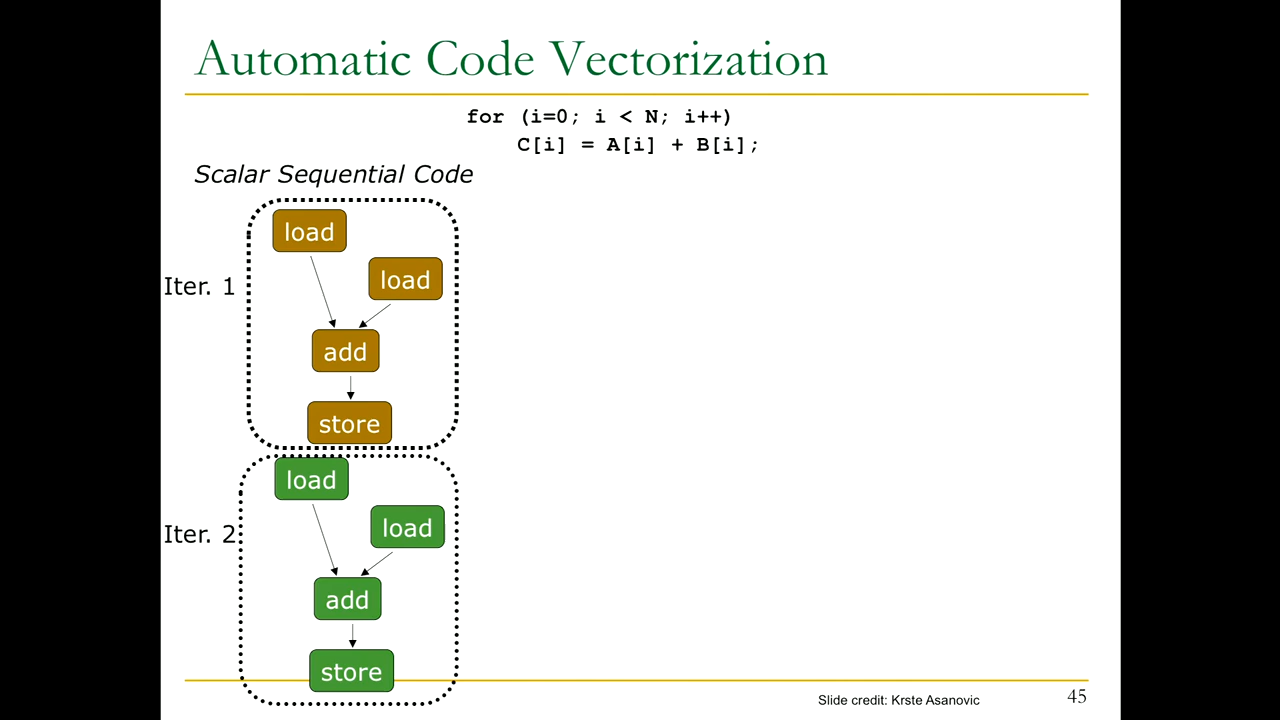 Automatic Code Vectorization
for (i=0; i < N; i++)
C[i] = A[i] + B[i];
Scalar Sequential Code
load
load
Iter. 1
add
store
load
load
Iter. 2
add
store
Slide credit: Krste Asanovic
45